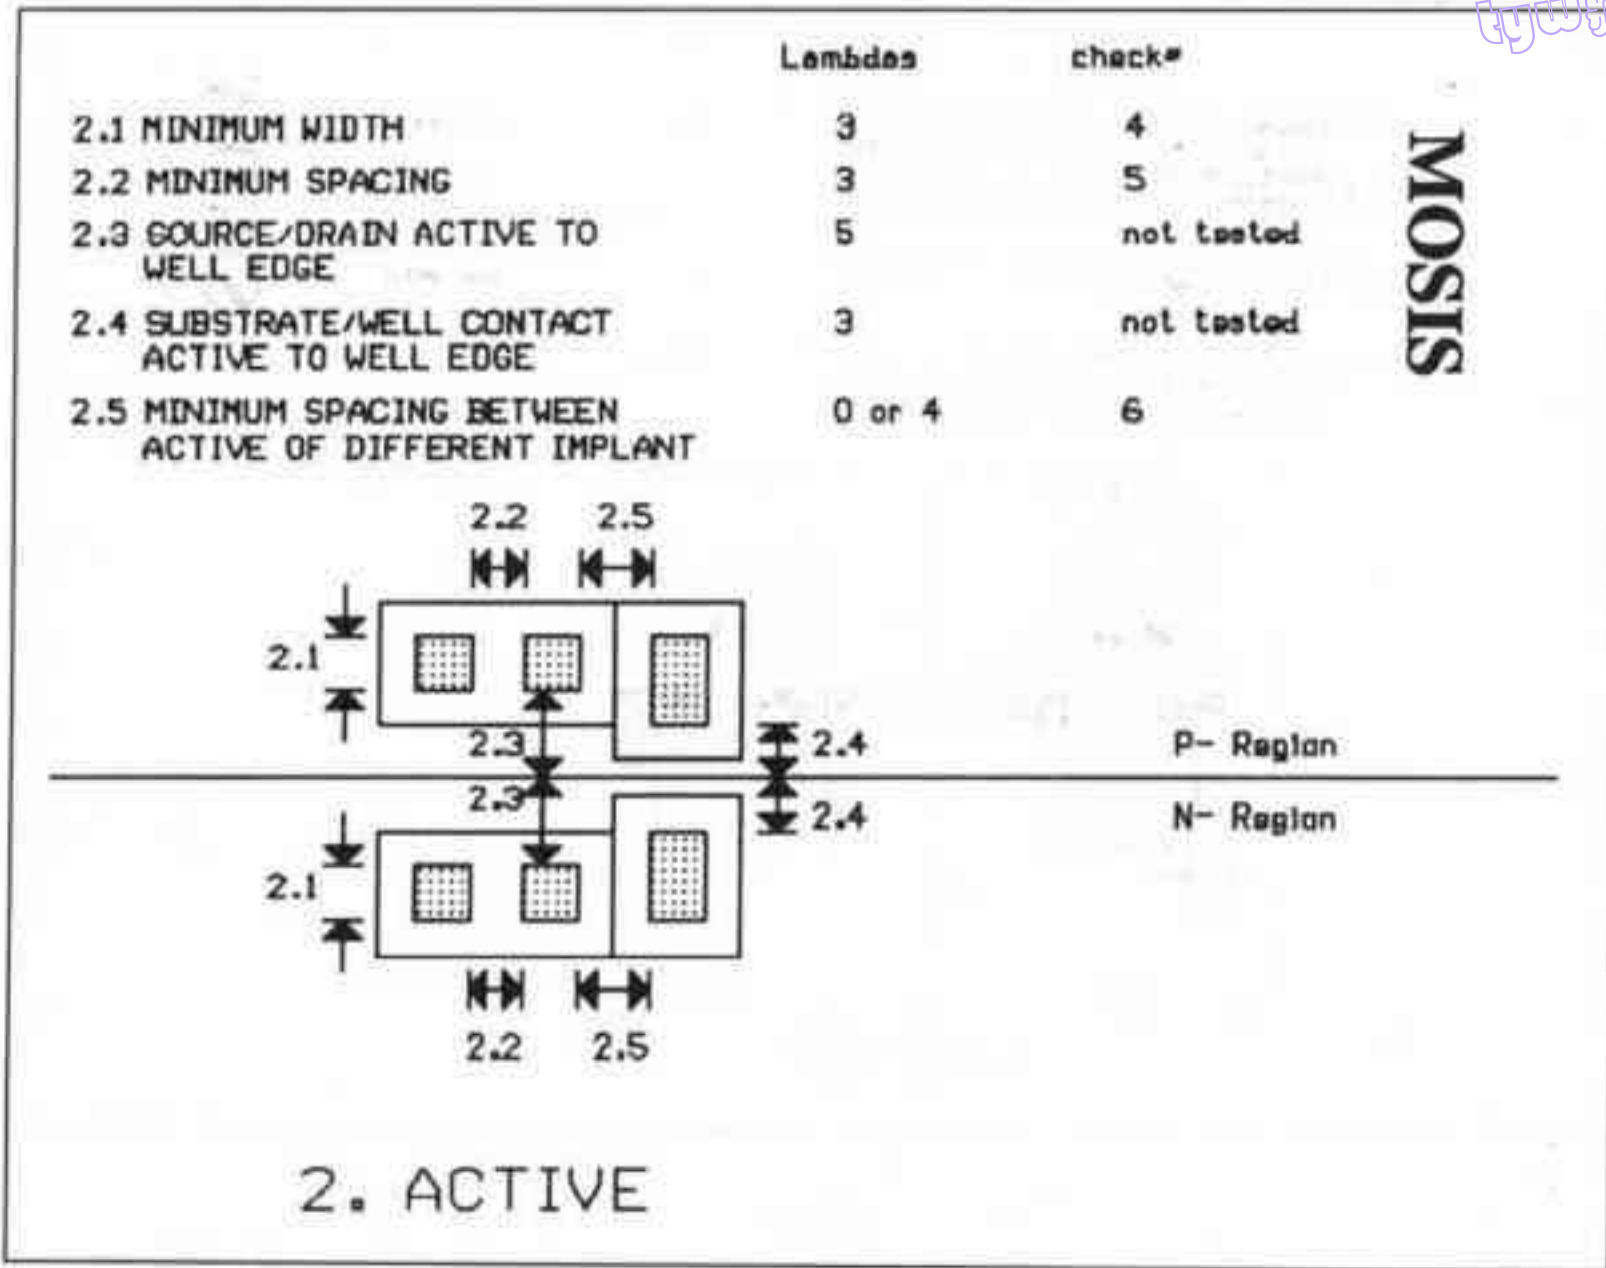 Lambdas check#
2.1 MINIMUM WIDTH 3 4
2.2 MINIMUM SPACING 3 5
2.3 SOURCE/DRAIN ACTIVE TO 5 not tested
WELL EDGE
2.4 SUBSTRATE/WELL CONTACT 3 not tested
ACTIVE TO WELL EDGE
2.5 MINIMUM SPACING BETWEEN 0 or 4 6
ACTIVE OF DIFFERENT IMPLANT
MOSIS
2.2 2.5
2.1
2.3 2.4 P- Region
2.3 2.4 N- Region
2.1
2.2 2.5
2. ACTIVE